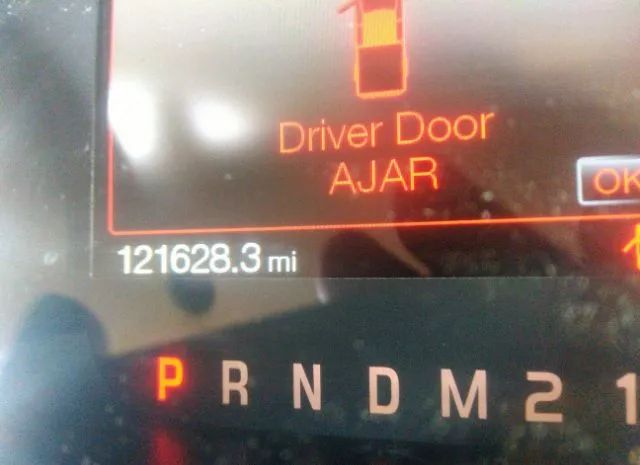 Driver Door
AJAR
OK
121628.3 mi
P R N D M 2 1